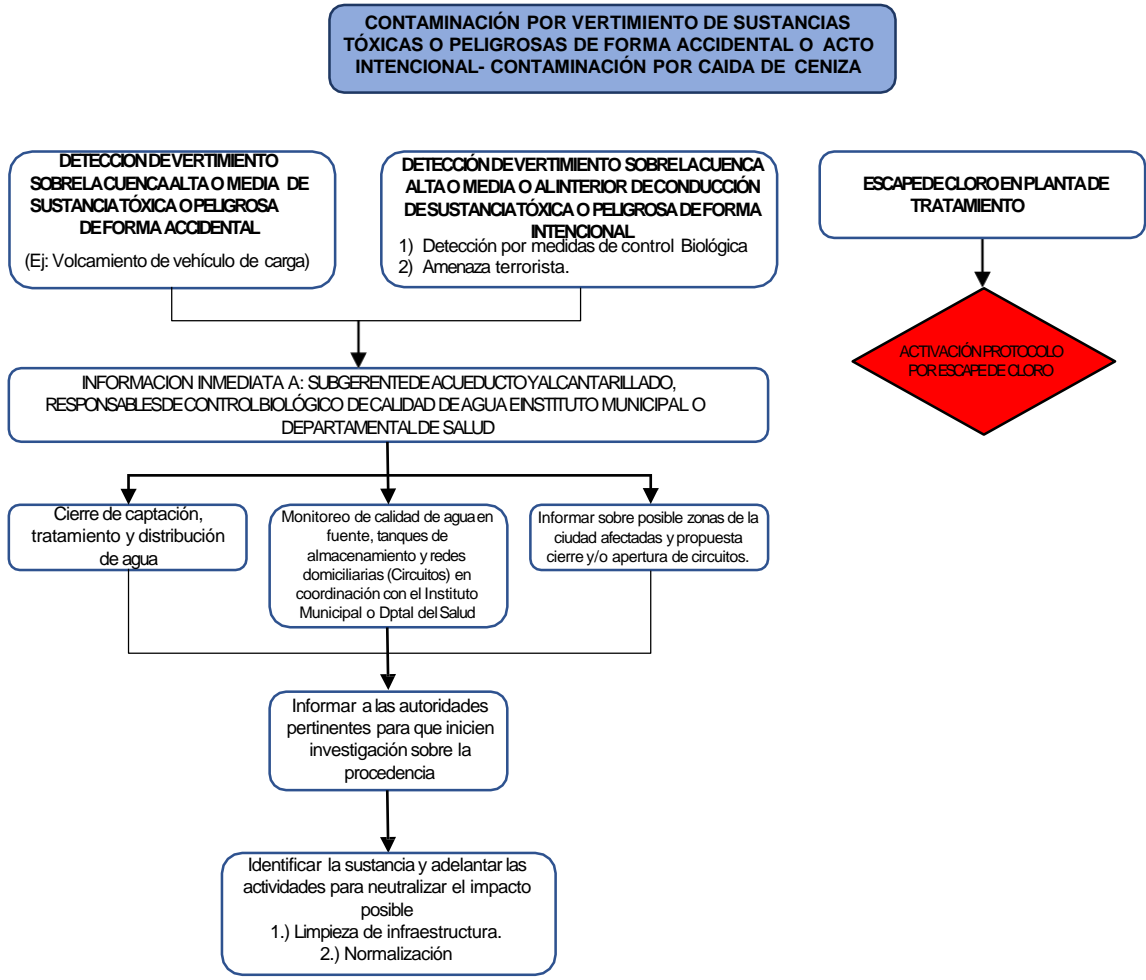 CONTAMINACIÓN POR VERTIMIENTO DE SUSTANCIAS
TÓXICAS O PELIGROSAS DE FORMA ACCIDENTAL O ACTO
INTENCIONAL- CONTAMINACIÓN POR CAIDA DE CENIZA
DETECCION DE VERTIMIENTO
SOBRE LA CUENCA ALTA O MEDIA DE
SUSTANCIA TÓXICA O PELIGROSA
DE FORMA ACCIDENTAL
(Ej: Volcamiento de vehículo de carga)
DETECCIÓN DE VERTIMIENTO SOBRE LA CUENCA
ALTA O MEDIA O AL INTERIOR DE CONDUCCIÓN
DE SUSTANCIA TÓXICA O PELIGROSA DE FORMA
INTENCIONAL
1) Detección por medidas de control Biológica
2) Amenaza terrorista.
ESCAPE DE CLORO EN PLANTA DE
TRATAMIENTO
ACTIVACIÓN PROTOCOLO
POR ESCAPE DE CLORO
INFORMACION INMEDIATA A: SUBGERENTE DE ACUEDUCTO Y ALCANTARILLADO,
RESPONSABLES DE CONTROL BIOLÓGICO DE CALIDAD DE AGUA E INSTITUTO MUNICIPAL O
DEPARTAMENTAL DE SALUD
Cierre de captación,
tratamiento y distribución
de agua
Monitoreo de calidad de agua en
fuente, tanques de
almacenamiento y redes
domiciliarias (Circuitos) en
coordinación con el Instituto
Municipal o Dptal del Salud
Informar sobre posible zonas de la
ciudad afectadas y propuesta
cierre y/o apertura de circuitos.
Informar a las autoridades
pertinentes para que inicien
investigación sobre la
procedencia
Identificar la sustancia y adelantar las
actividades para neutralizar el impacto
posible
1.) Limpieza de infraestructura.
2.) Normalización